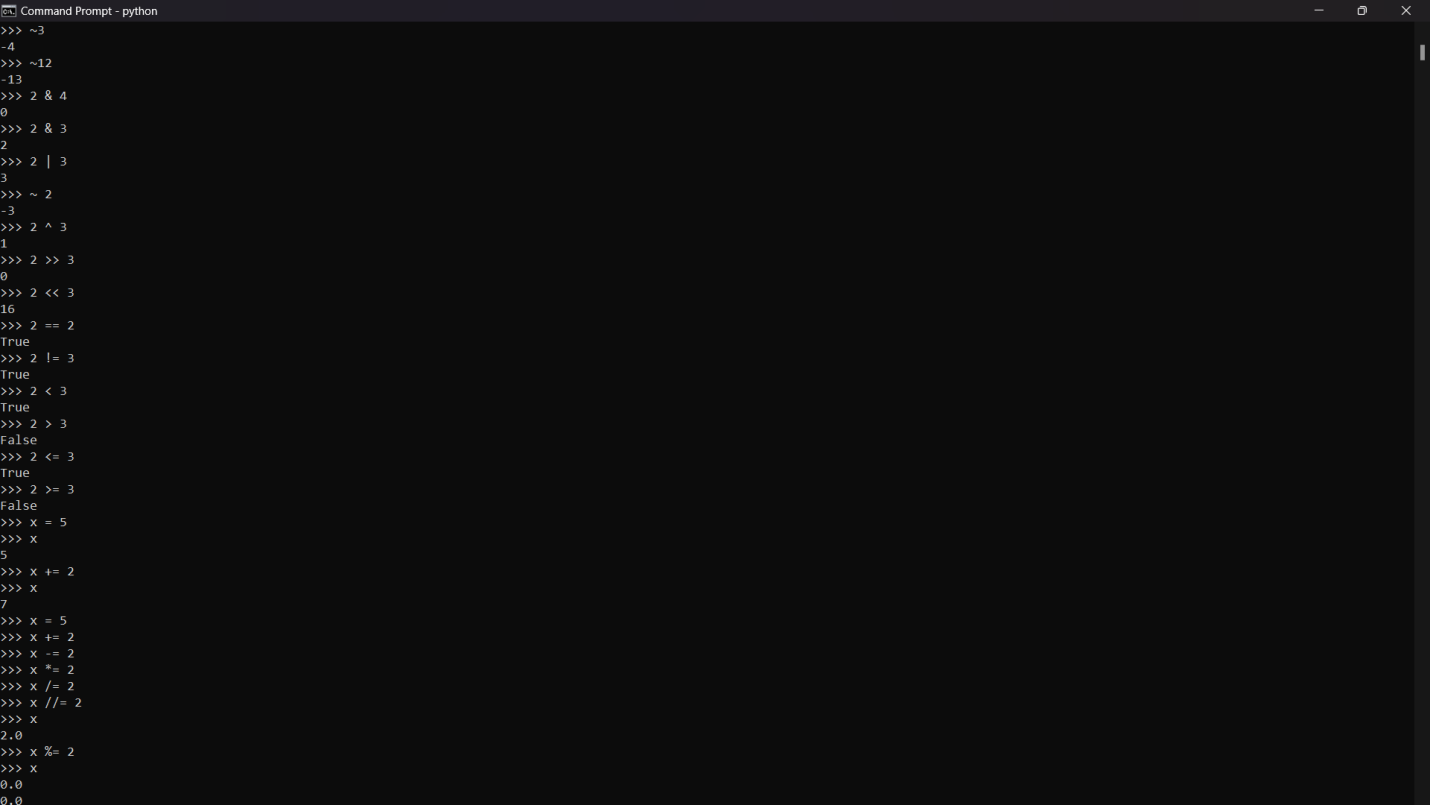 Command Prompt - python
>>> ~3
-4
>>> ~12
-13
>>> 2 & 4
0
>>> 2 & 3
2
>>> 2 | 3
3
>>> ~ 2
-3
>>> 2 ^ 3
1
>>> 2 >> 3
0
>>> 2 << 3
16
>>> 2 == 2
True
>>> 2 != 3
True
>>> 2 < 3
True
>>> 2 > 3
False
>>> 2 <= 3
True
>>> 2 >= 3
False
>>> x = 5
>>> x
5
>>> x += 2
>>> x
7
>>> x = 5
>>> x += 2
>>> x -= 2
>>> x *= 2
>>> x /= 2
>>> x //= 2
>>> x
2.0
>>> x %= 2
>>> x
0.0
0.0